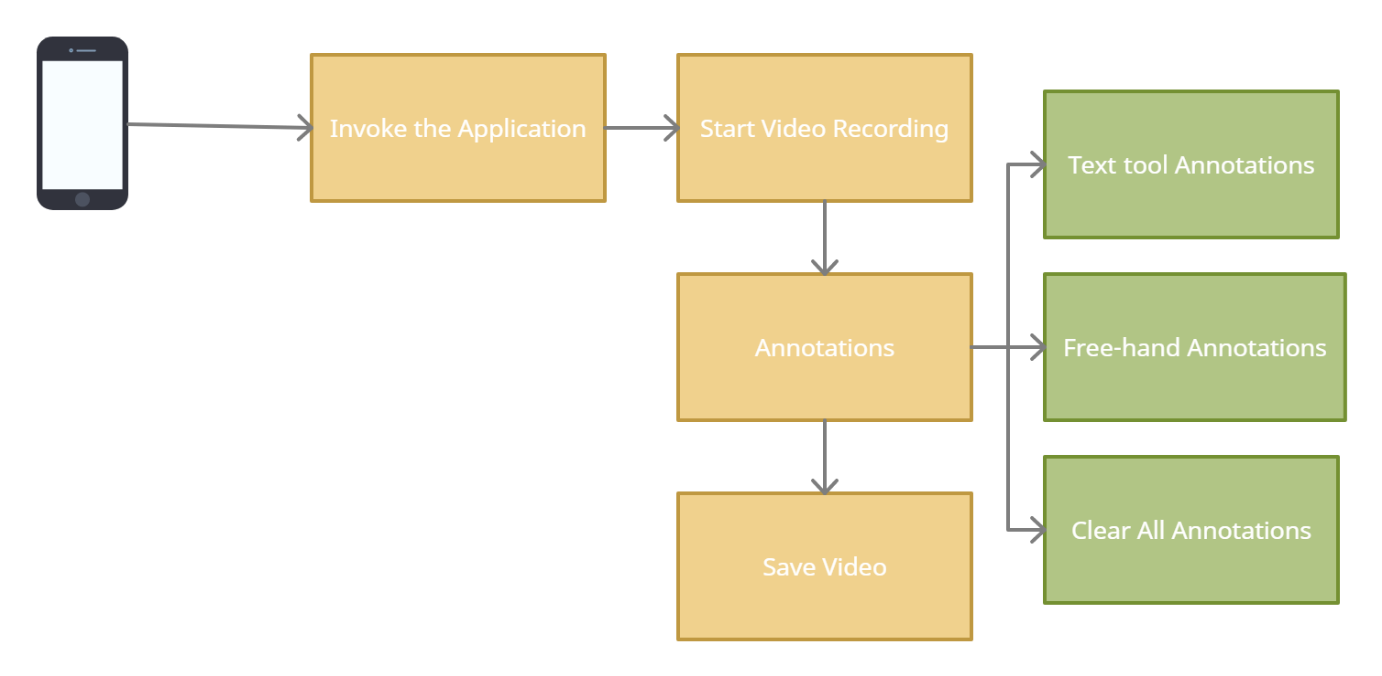 Invoke the Application
Start Video Recording
Text tool Annotations
Annotations
Free-hand Annotations
Clear All Annotations
Save Video